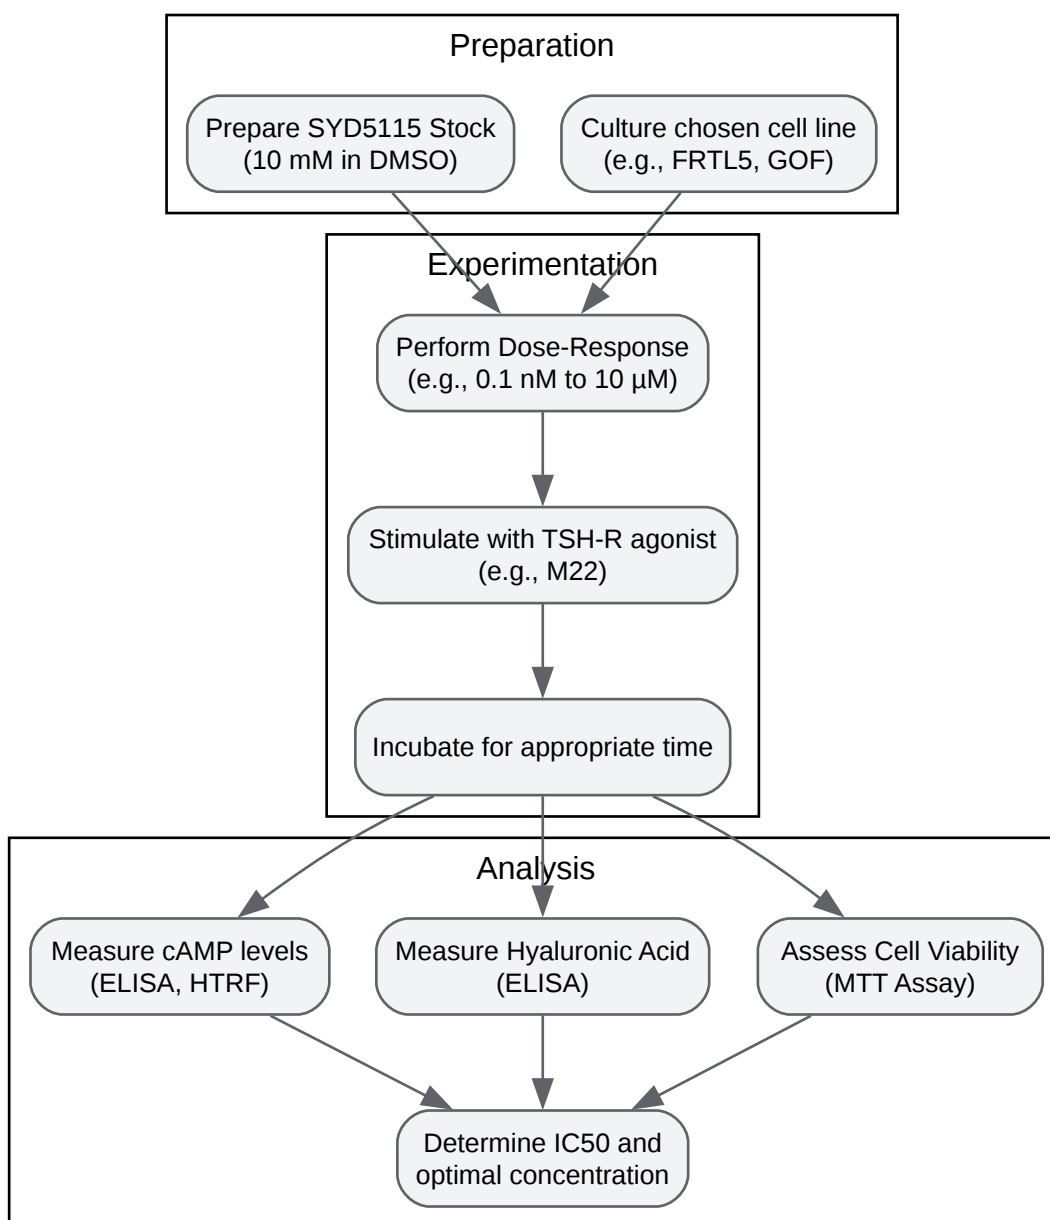 Preparation
Prepare SYD5115 Stock
(10 mM in DMSO)
Culture chosen cell line
(e.g., FRTL5, GOF)
Experimentation
Perform Dose-Response
(e.g., 0.1 nM to 10 µM)
Stimulate with TSH-R agonist
(e.g., M22)
Incubate for appropriate time
Analysis
Measure cAMP levels
(ELISA, HTRF)
Measure Hyaluronic Acid
(ELISA)
Assess Cell Viability
(MTT Assay)
Determine IC50 and
optimal concentration